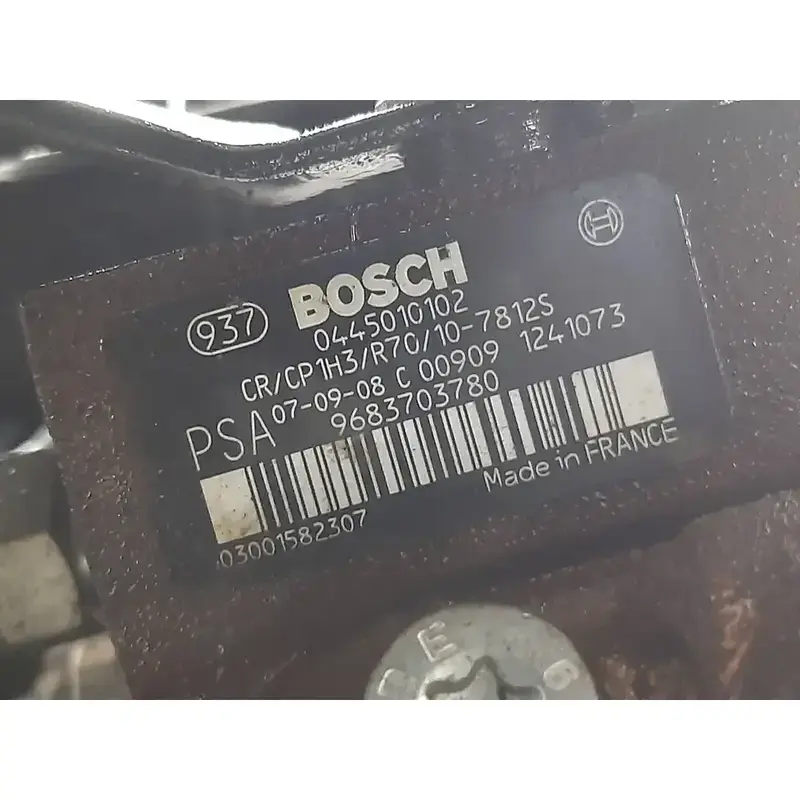 937
BOSCH
0445010102
CR/CP1H3/R70/10-7812S
07-09-08 C 00909 1241073
PSA 9683703780
Made in FRANCE
03001582307
E